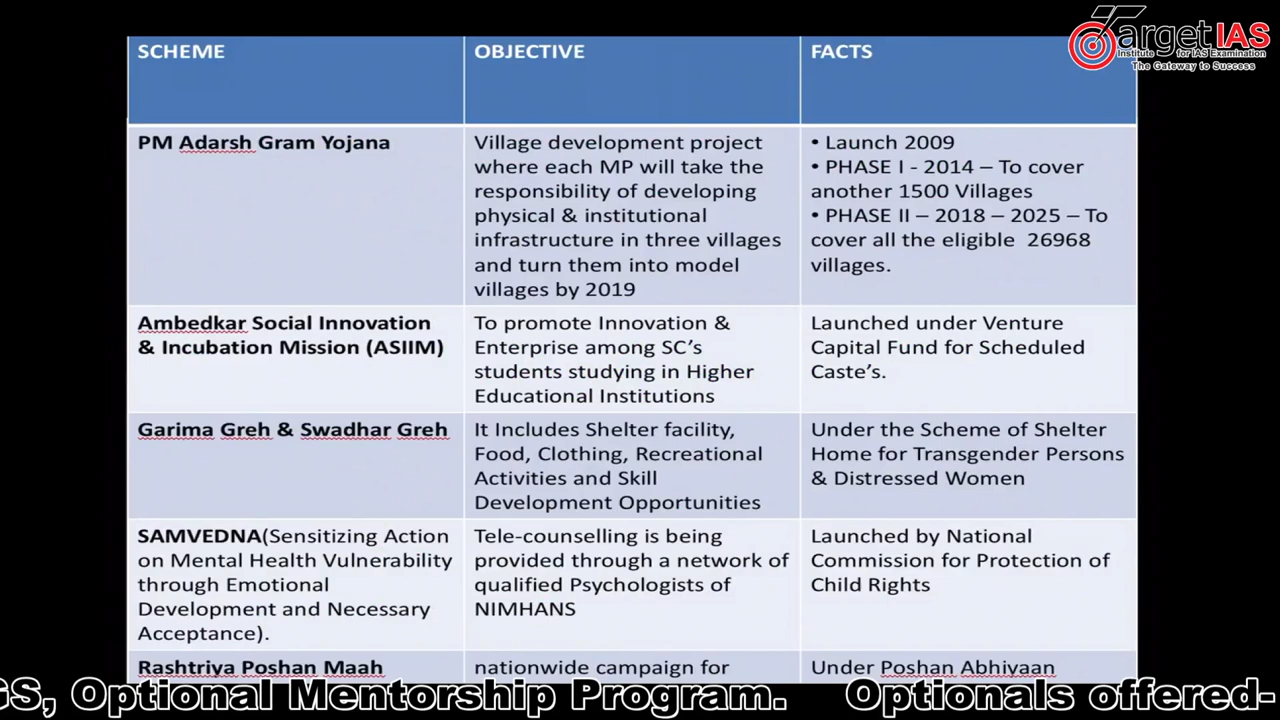 Target IAS
Institute for IAS Examination
The Gateway to Success
SCHEME
OBJECTIVE
FACTS
PM Adarsh Gram Yojana
Village development project
where each MP will take the
responsibility of developing
physical & institutional
infrastructure in three villages
and turn them into model
villages by 2019
• Launch 2009
• PHASE I - 2014 – To cover
another 1500 Villages
• PHASE II – 2018 – 2025 – To
cover all the eligible 26968
villages.
Ambedkar Social Innovation
& Incubation Mission (ASIIM)
To promote Innovation &
Enterprise among SC’s
students studying in Higher
Educational Institutions
Launched under Venture
Capital Fund for Scheduled
Caste’s.
Garima Greh & Swadhar Greh
It Includes Shelter facility,
Food, Clothing, Recreational
Activities and Skill
Development Opportunities
Under the Scheme of Shelter
Home for Transgender Persons
& Distressed Women
SAMVEDNA(Sensitizing Action
on Mental Health Vulnerability
through Emotional
Development and Necessary
Acceptance).
Tele-counselling is being
provided through a network of
qualified Psychologists of
NIMHANS
Launched by National
Commission for Protection of
Child Rights
Rashtriya Poshan Maah
nationwide campaign for
Under Poshan Abhiyaan
GS, Optional Mentorship Program. Optionals offered-